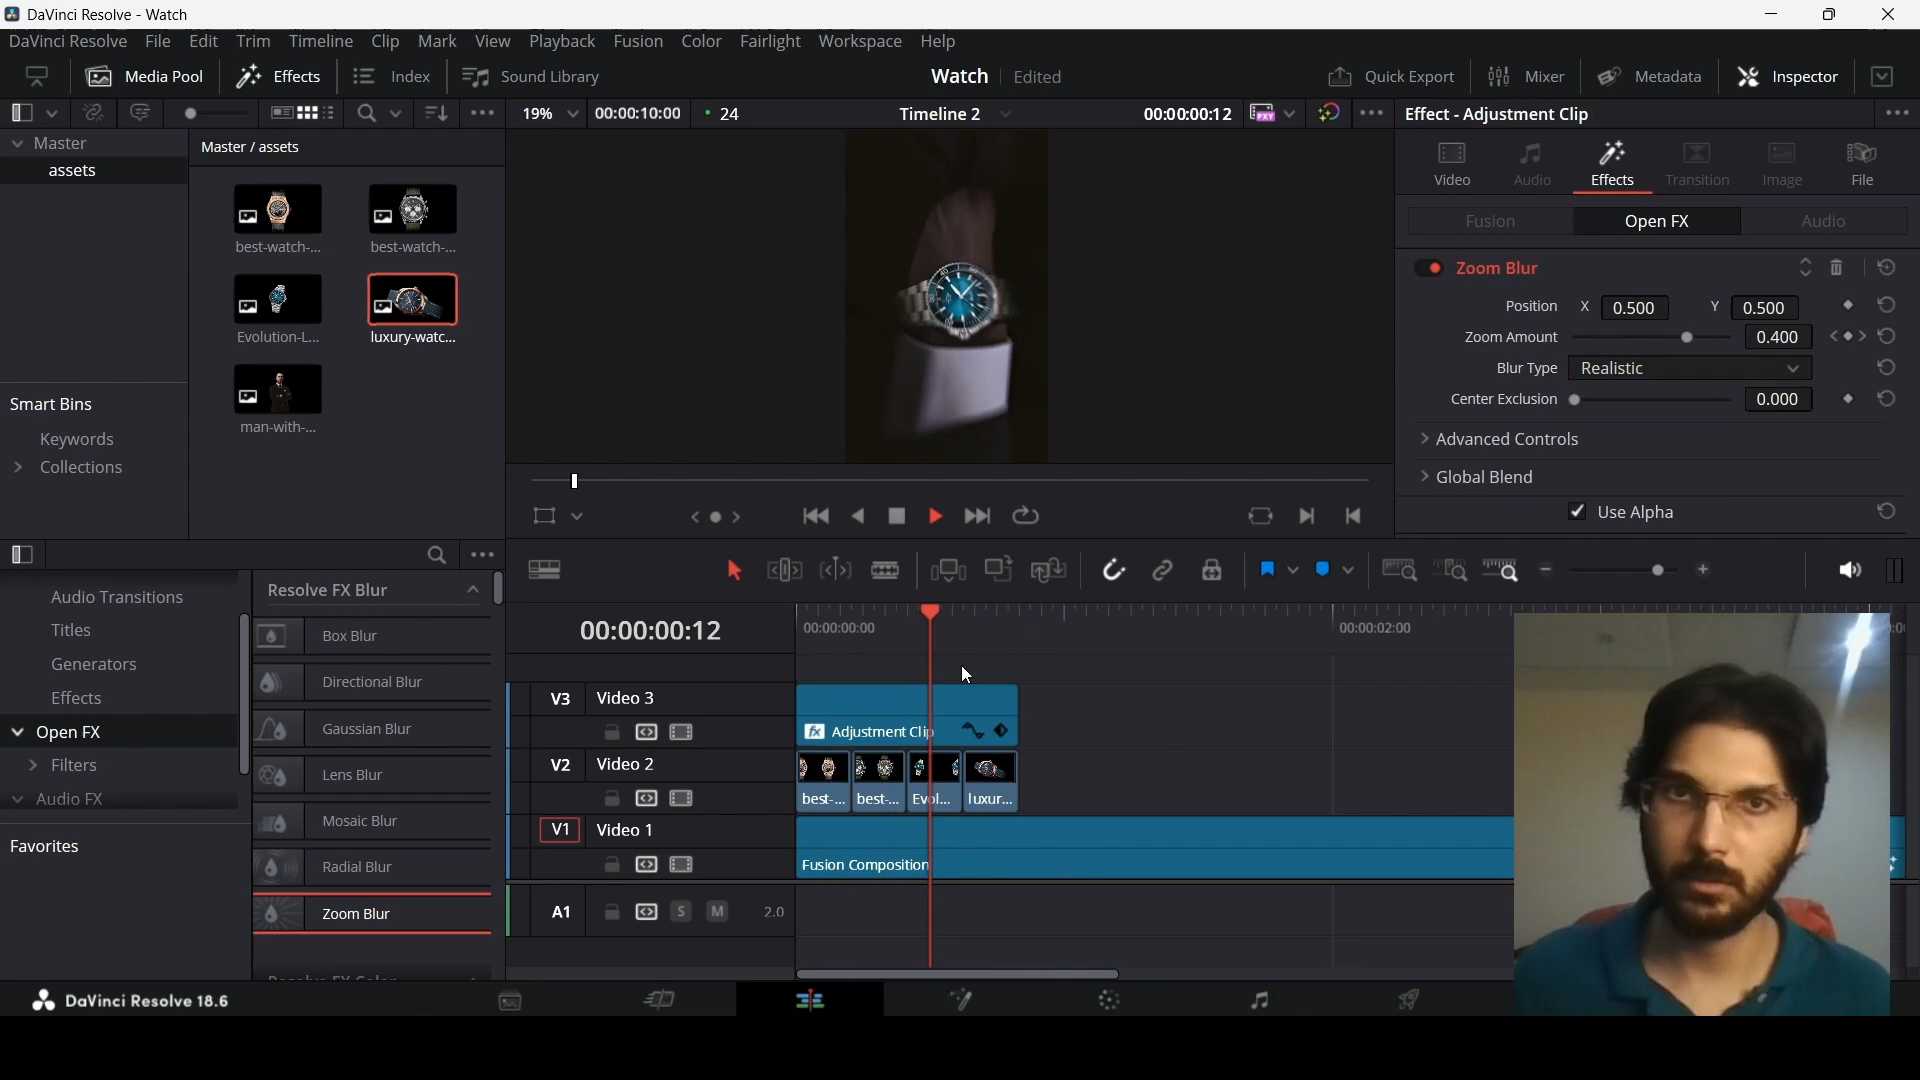 DaVinci Resolve - Watch
DaVinci Resolve File Edit Trim Timeline Clip Mark View Playback Fusion Color Fairlight Workspace Help
Media Pool Effects Index Sound Library Watch Edited Quick Export Mixer Metadata Inspector
19% 00:00:10:00 24 Timeline 2 00:00:00:12 PXY Effect - Adjustment Clip
Master
assets
Master / assets
best-watch-... best-watch-...
Evolution-L... luxury-watc...
man-with-...
Smart Bins
Keywords
Collections
Video Audio Effects Transition Image File
Fusion Open FX Audio
Zoom Blur
Position X 0.500 Y 0.500
Zoom Amount 0.400
Blur Type Realistic
Center Exclusion 0.000
Advanced Controls
Global Blend
Use Alpha
Audio Transitions
Titles
Generators
Effects
Open FX
Filters
Audio FX
Favorites
Resolve FX Blur
Box Blur
Directional Blur
Gaussian Blur
Lens Blur
Mosaic Blur
Radial Blur
Zoom Blur
Resolve FX Color
00:00:00:12 00:00:00:00 00:00:02:00
V3 Video 3
fx Adjustment Clip
V2 Video 2
best-... best-... Evol... luxur...
V1 Video 1
Fusion Composition
A1 S M 2.0
DaVinci Resolve 18.6